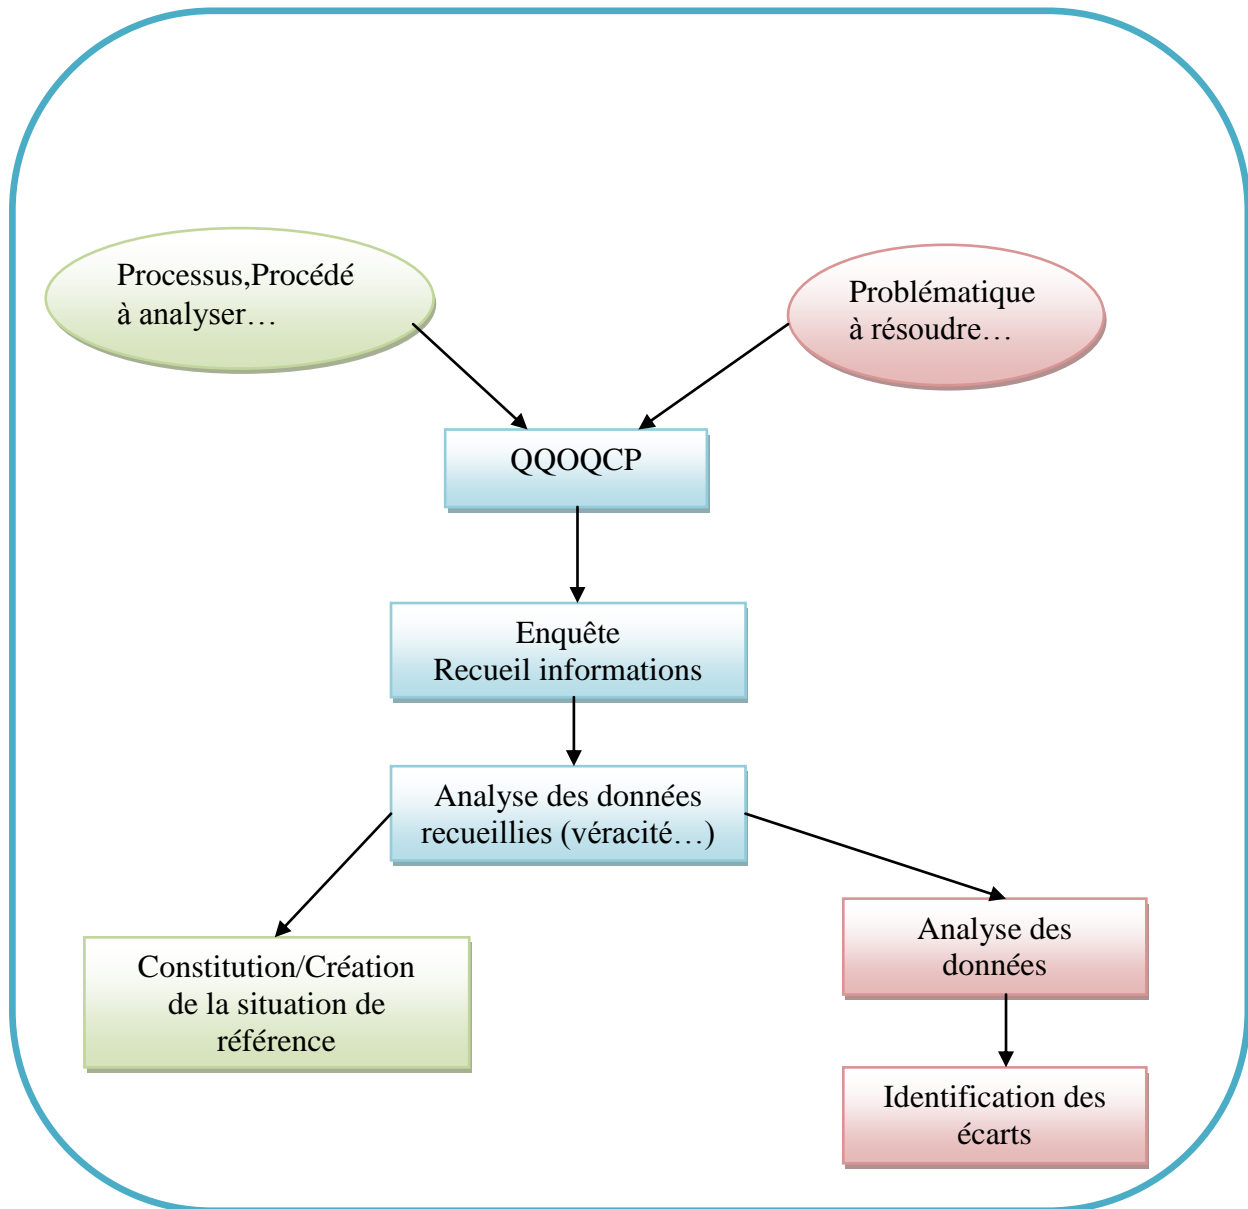 Processus,Procédé
à analyser…
Problématique
à résoudre…
QQOQCP
Enquête
Recueil informations
Analyse des données
recueillies (véracité…)
Constitution/Création
de la situation de
référence
Analyse des
données
Identification des
écarts